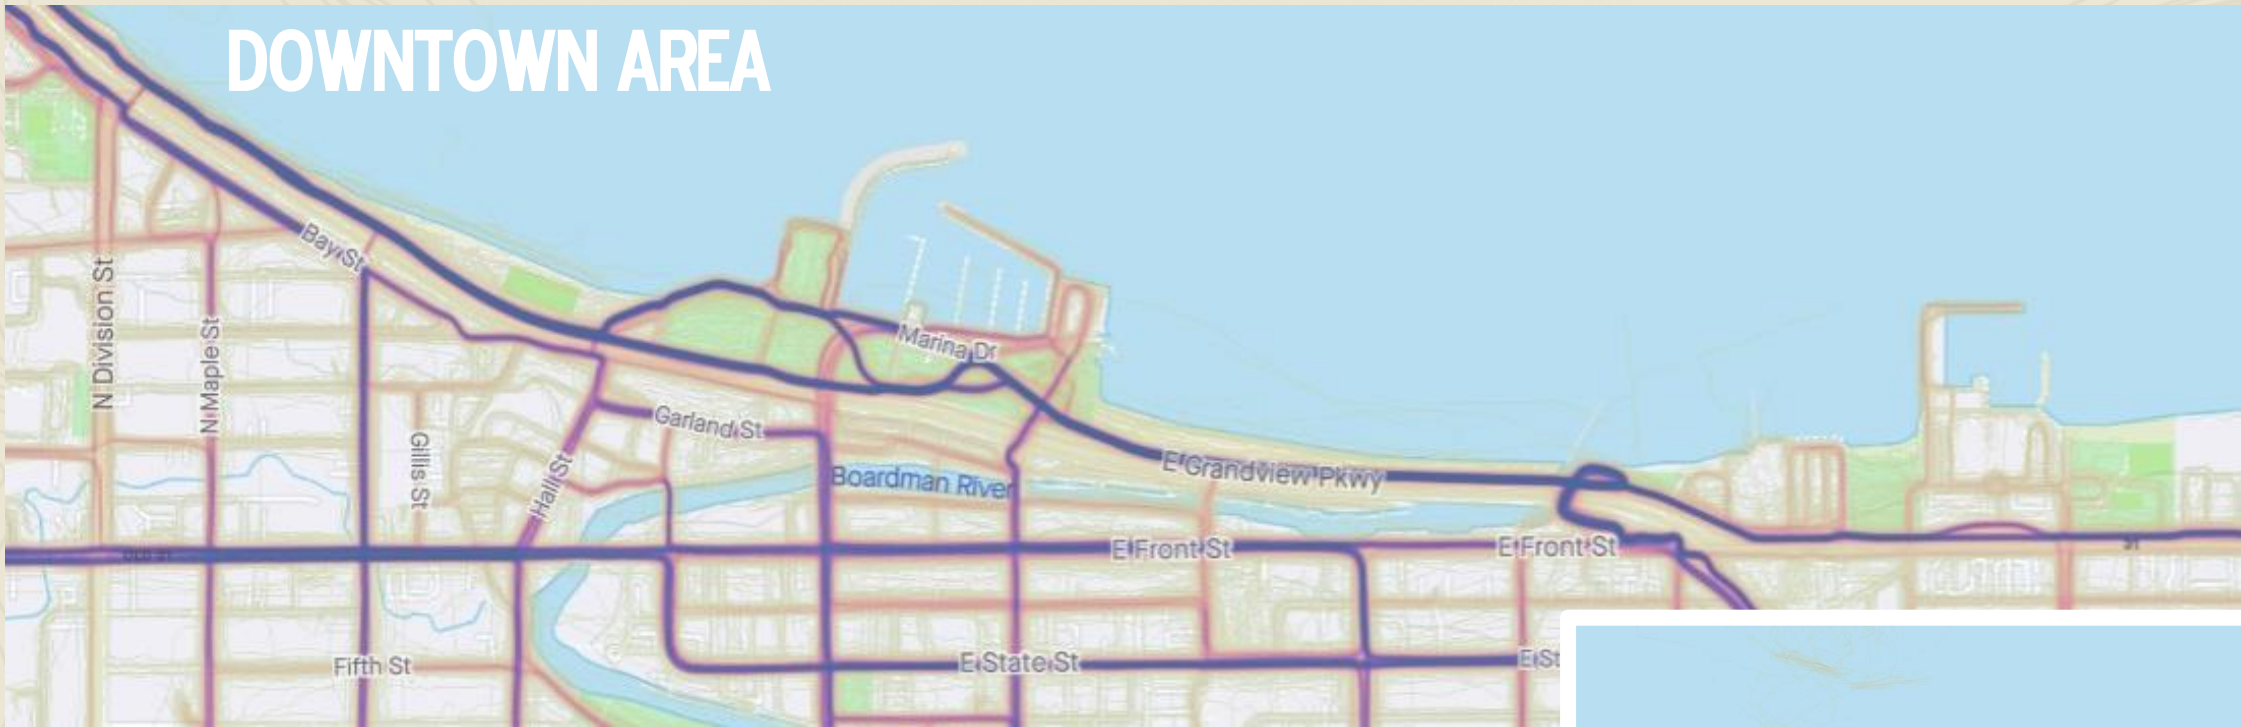 DOWNTOWN AREA
Bay St
N Division St
N Maple St
Marina Dr
Garland St
Gillis St
Hall St
Boardman River
E Grandview Pkwy
E Front St
E Front St
Fifth St
E State St
E St